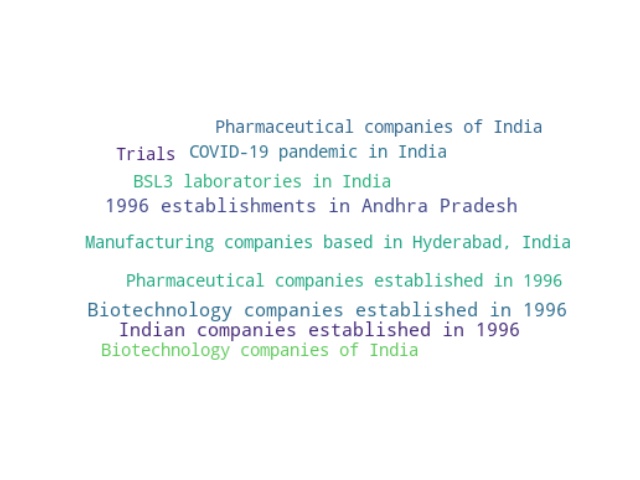 Pharmaceutical companies of India
Trials COVID-19 pandemic in India
BSL3 laboratories in India
1996 establishments in Andhra Pradesh
Manufacturing companies based in Hyderabad, India
Pharmaceutical companies established in 1996
Biotechnology companies established in 1996
Indian companies established in 1996
Biotechnology companies of India